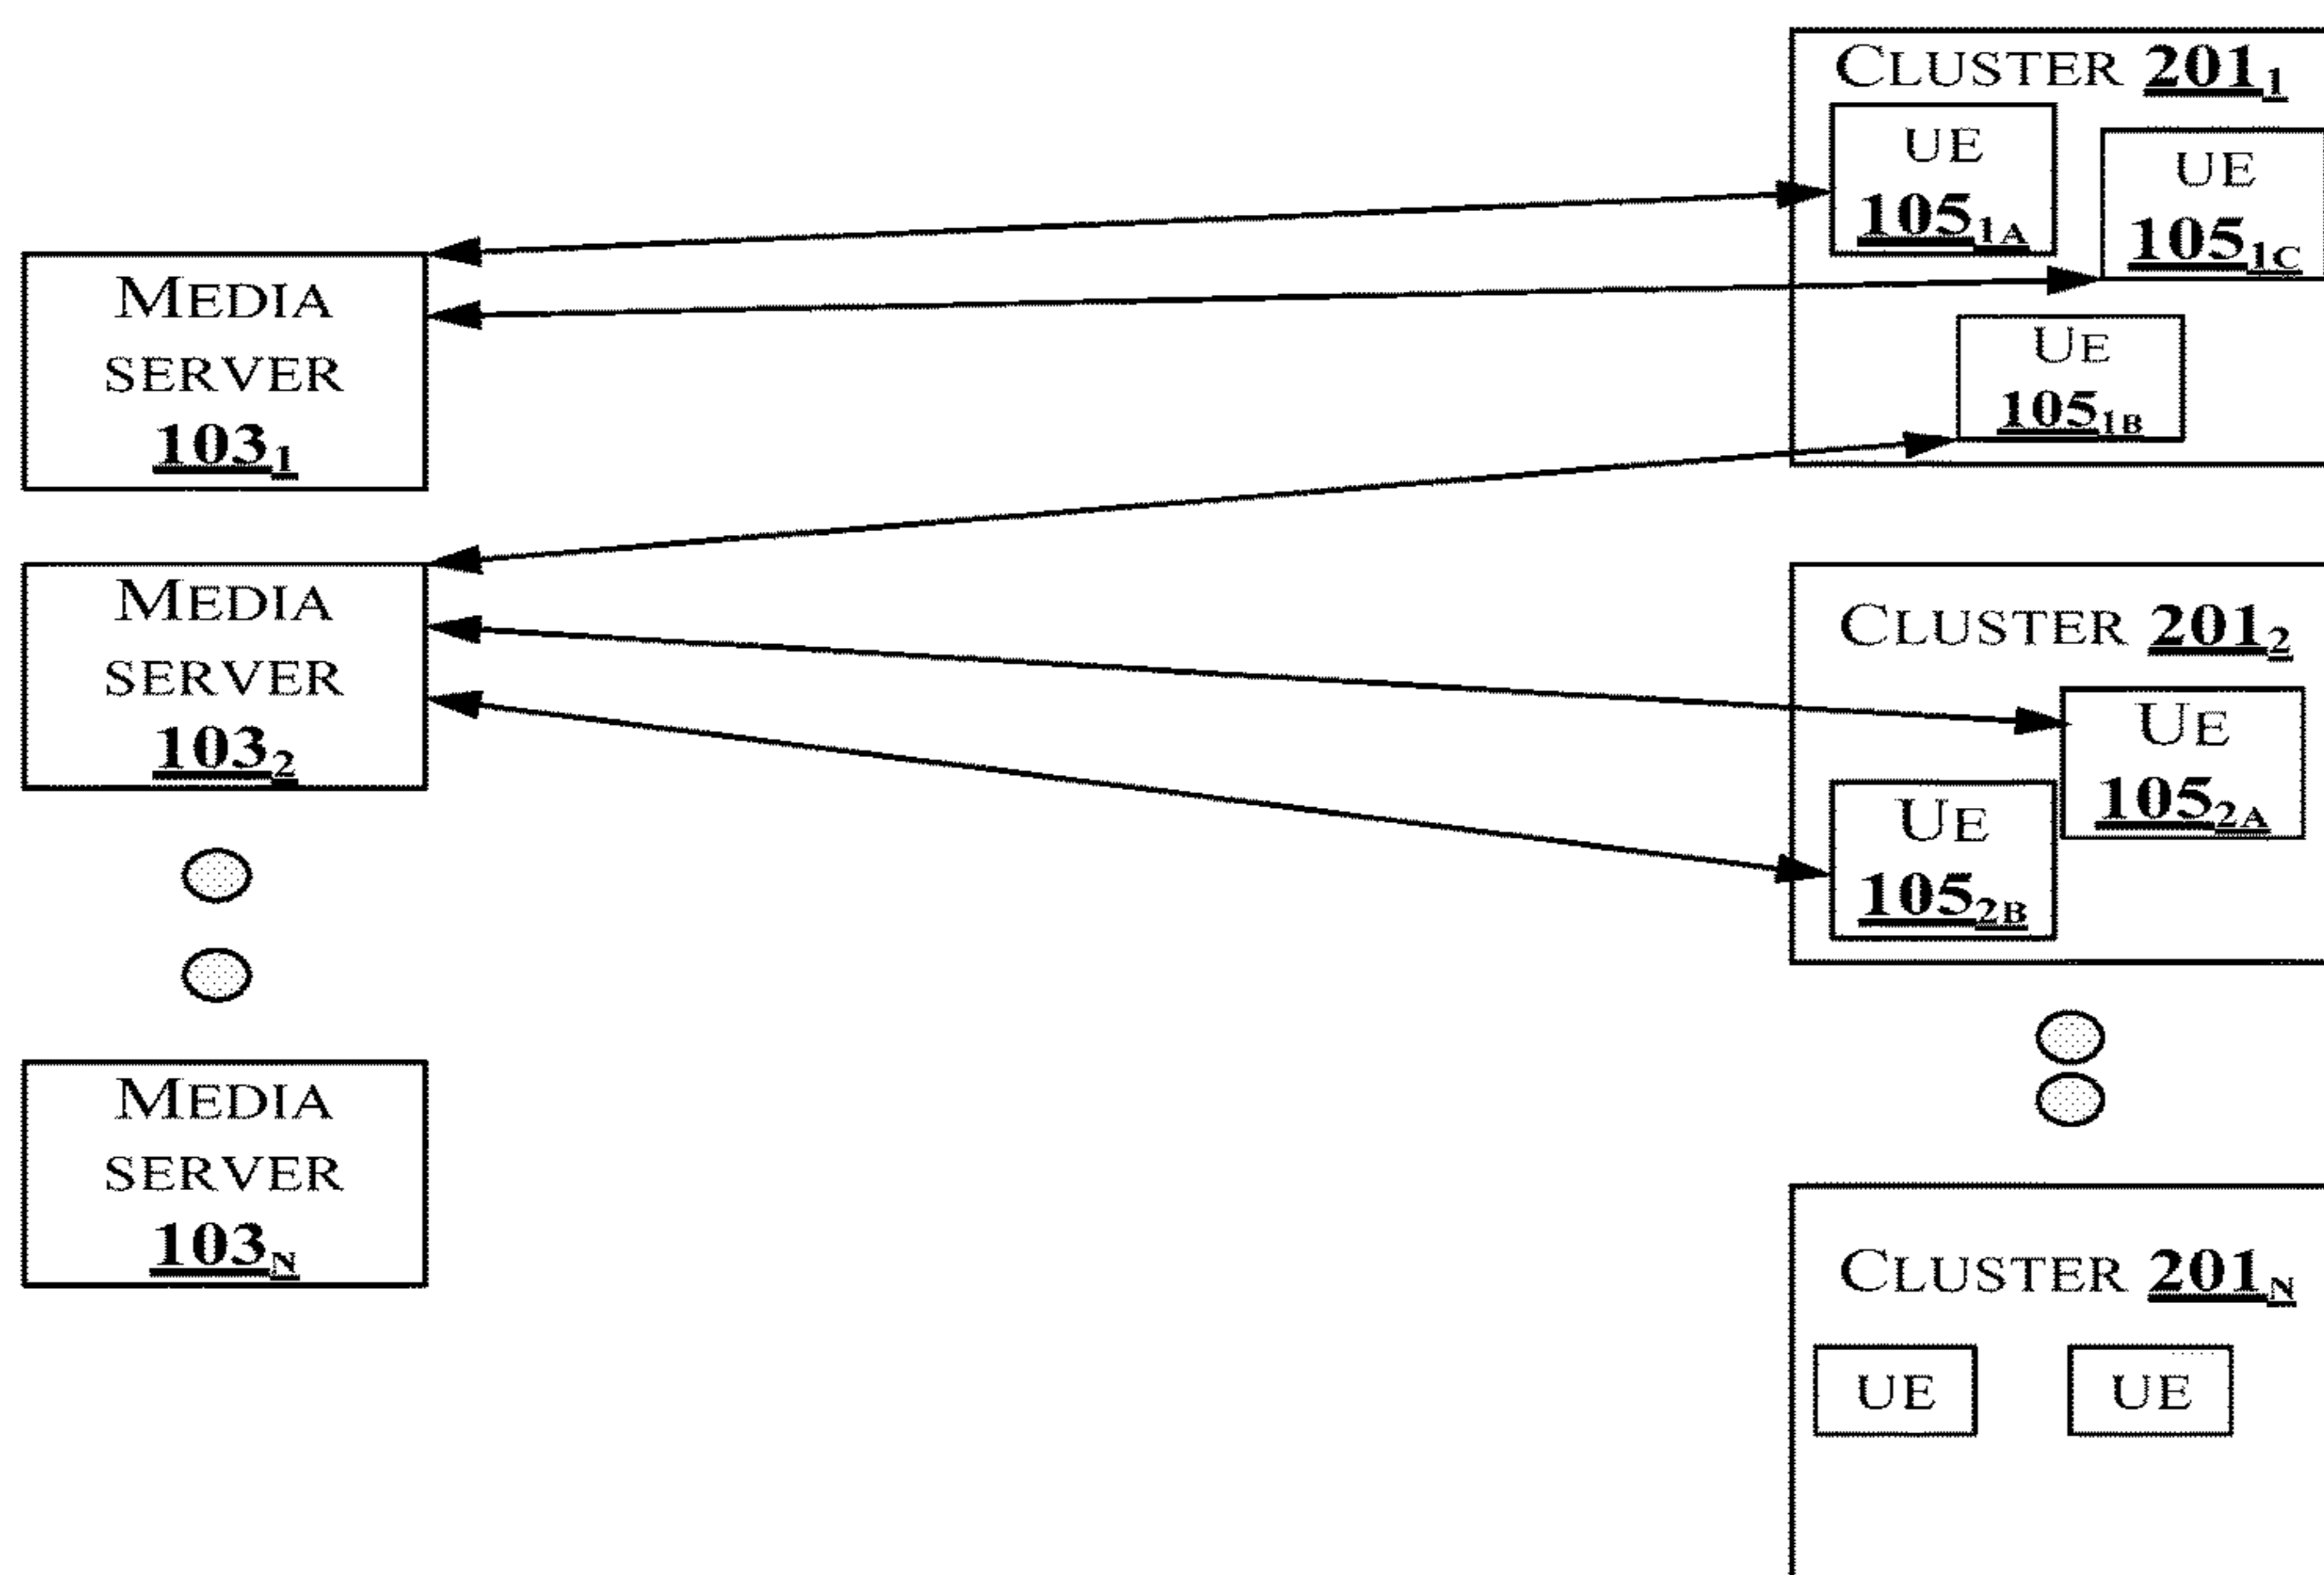 MEDIA
SERVER
103₁
MEDIA
SERVER
103₂
MEDIA
SERVER
103N
CLUSTER 201₁
UE
105₁A
UE
105₁C
UE
105₁B
CLUSTER 201₂
UE
105₂A
UE
105₂B
CLUSTER 201N
UE
UE